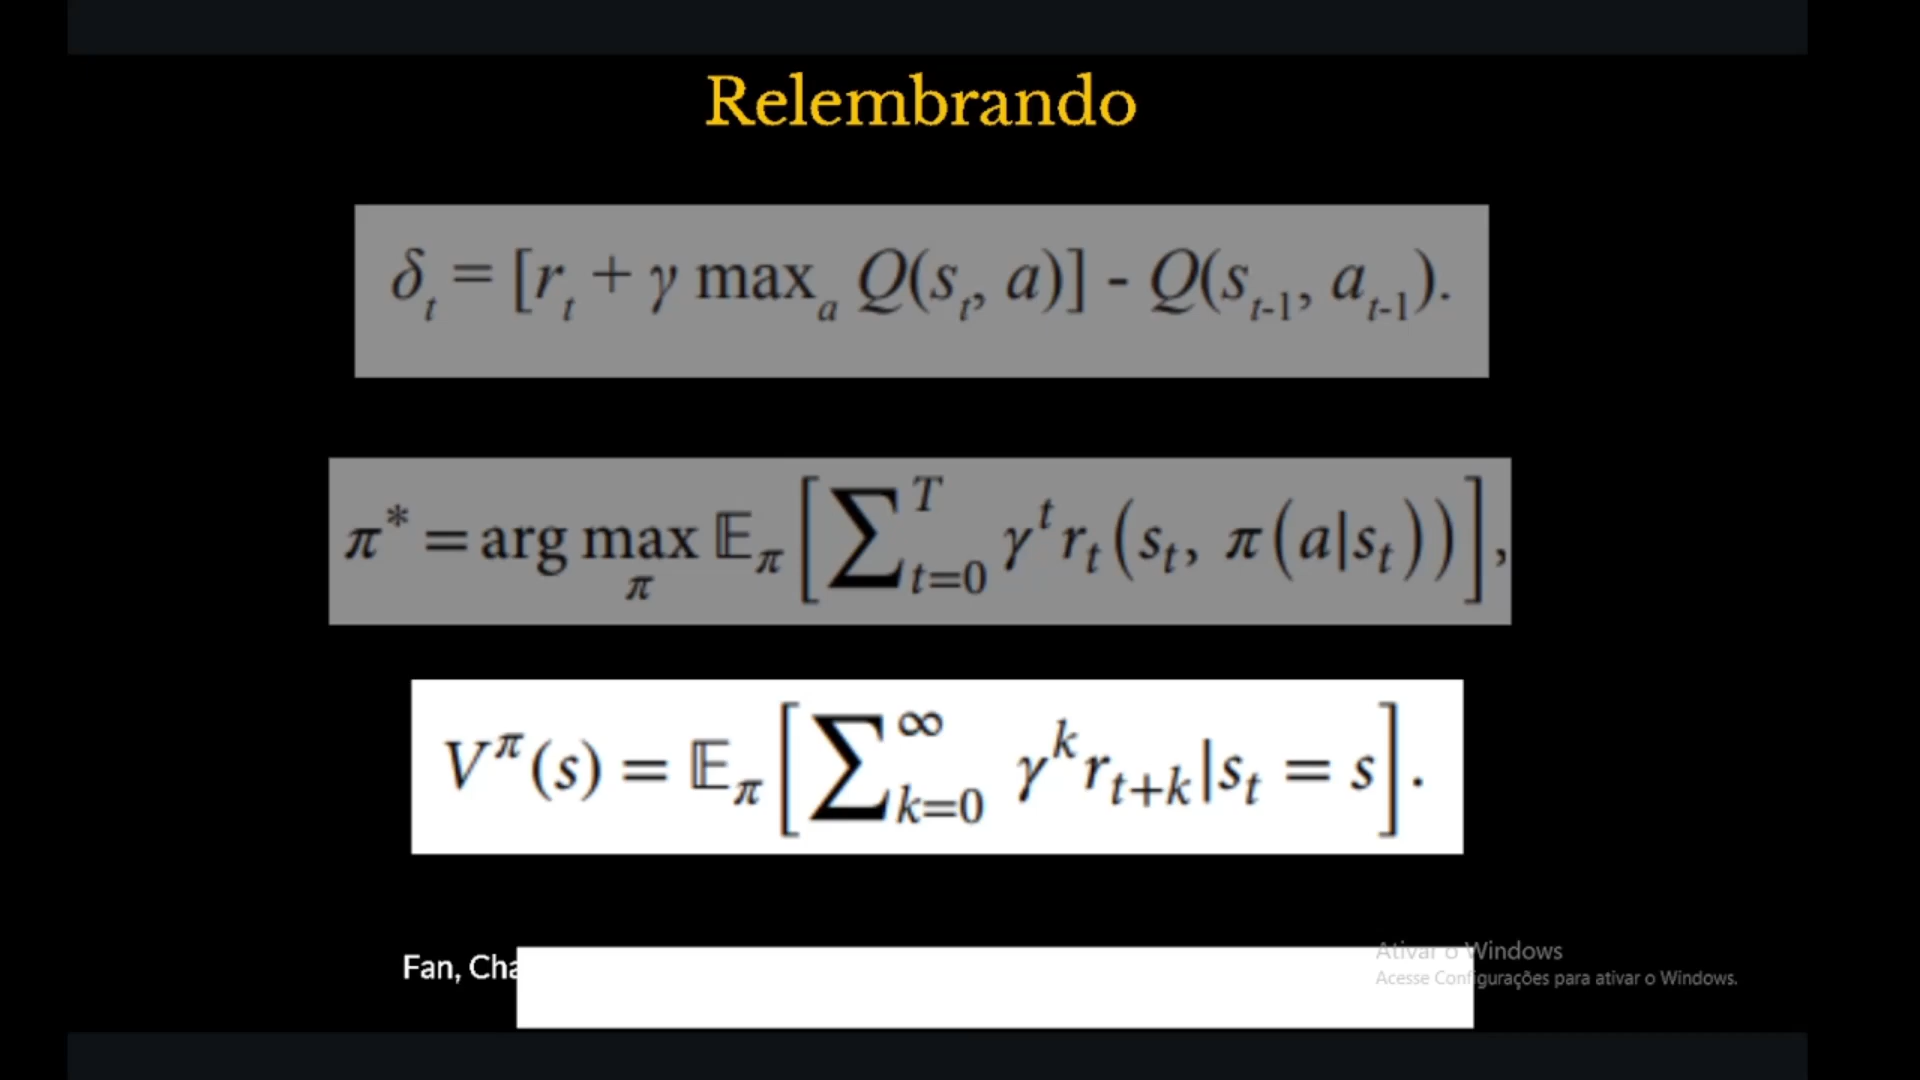 Relembrando
δ_t = [r_t + γ max_a Q(s_t, a)] - Q(s_{t-1}, a_{t-1}).
π* = arg max_π 𝔼_π [∑_{t=0}^{T} γ^t r_t(s_t, π(a|s_t))],
V^π(s) = 𝔼_π [∑_{k=0}^{∞} γ^k r_{t+k}|s_t = s].
Fan, Cha
Ativar o Windows
Acesse Configurações para ativar o Windows.